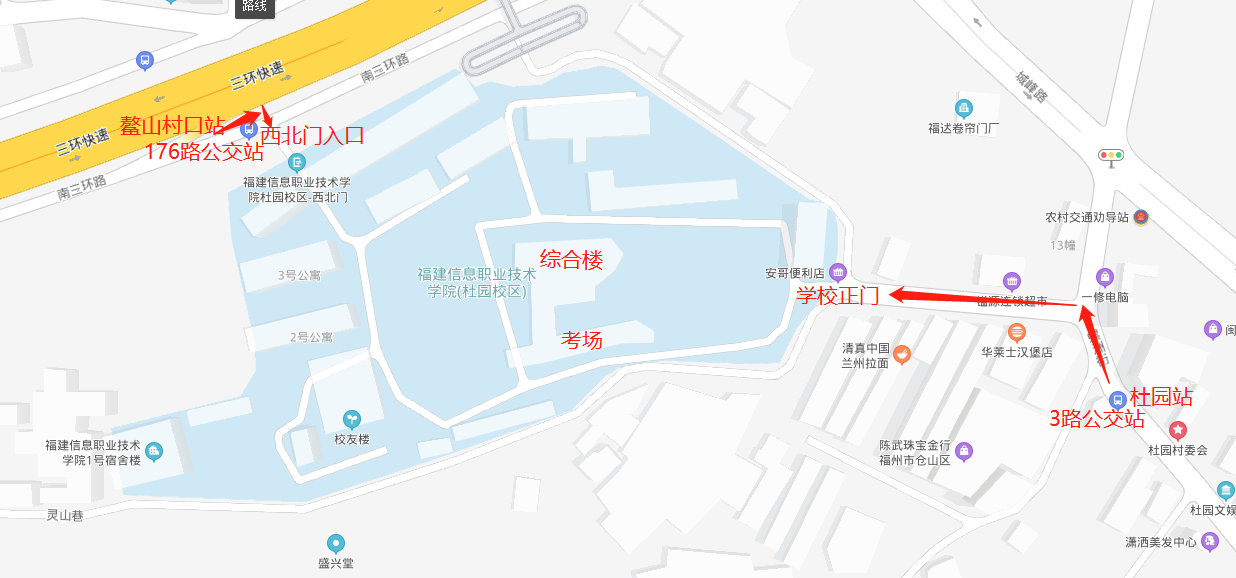 路线
三环快速
南三环路
城峰路
福达卷帘门厂
鳌山村口站
西北门入口
176路公交站
三环快速
南三环路
福建信息职业技术学
院杜园校区-西北门
农村交通劝导站
13幢
综合楼
3号公寓
福建信息职业技术
学院(杜园校区)
安哥便利店
学校正门
一修电脑
2号公寓
考场
清真中国
兰州拉面
华莱士汉堡店
闽
杜园站
3路公交站
校友楼
福建信息职业技术
学院1号宿舍楼
陈武珠宝金行
福州市仓山区
杜园村委会
灵山巷
杜园文娱
盛兴堂
潇洒美发中心